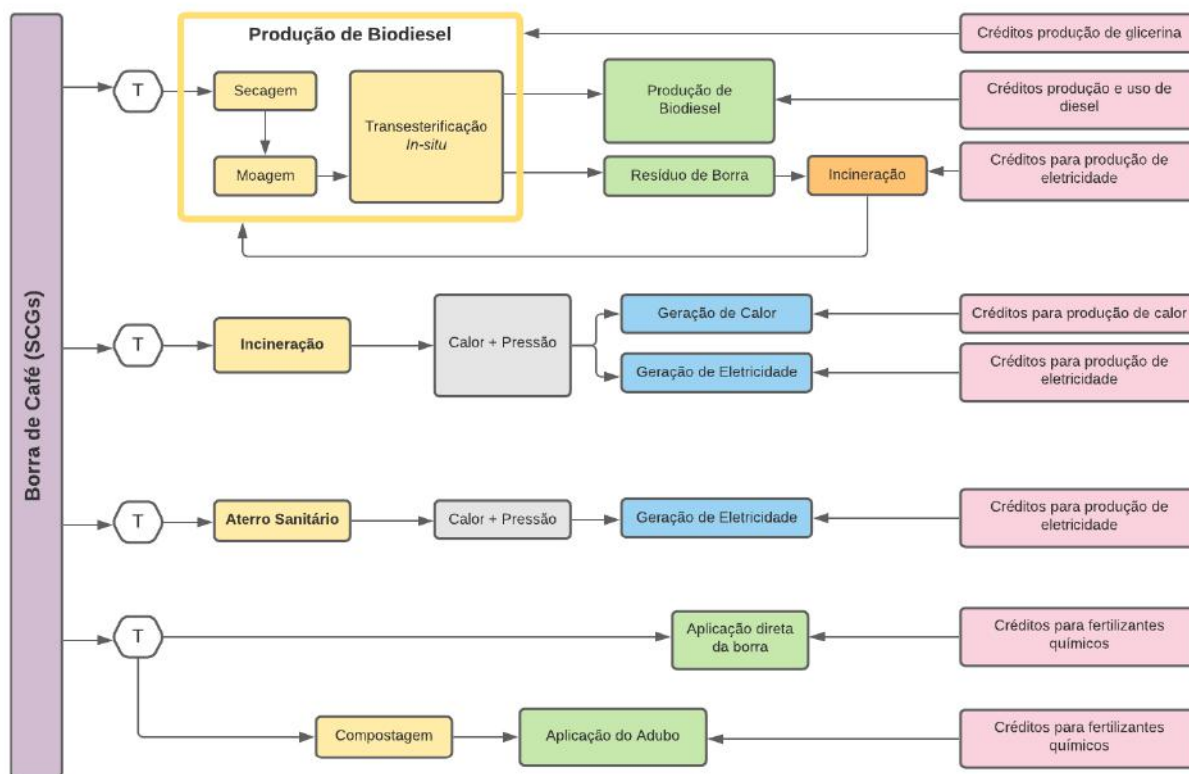 Borra de Café (SCGs)
Produção de Biodiesel
Créditos produção de glicerina
T
Secagem
Moagem
Transesterificação
In-situ
Produção de
Biodiesel
Créditos produção e uso de
diesel
Resíduo de Borra
Incineração
Créditos para produção de
eletricidade
T
Incineração
Calor + Pressão
Geração de Calor
Créditos para produção de calor
Geração de Eletricidade
Créditos para produção de
eletricidade
T
Aterro Sanitário
Calor + Pressão
Geração de Eletricidade
Créditos para produção de
eletricidade
T
Aplicação direta
da borra
Créditos para fertilizantes
químicos
Compostagem
Aplicação do Adubo
Créditos para fertilizantes
químicos